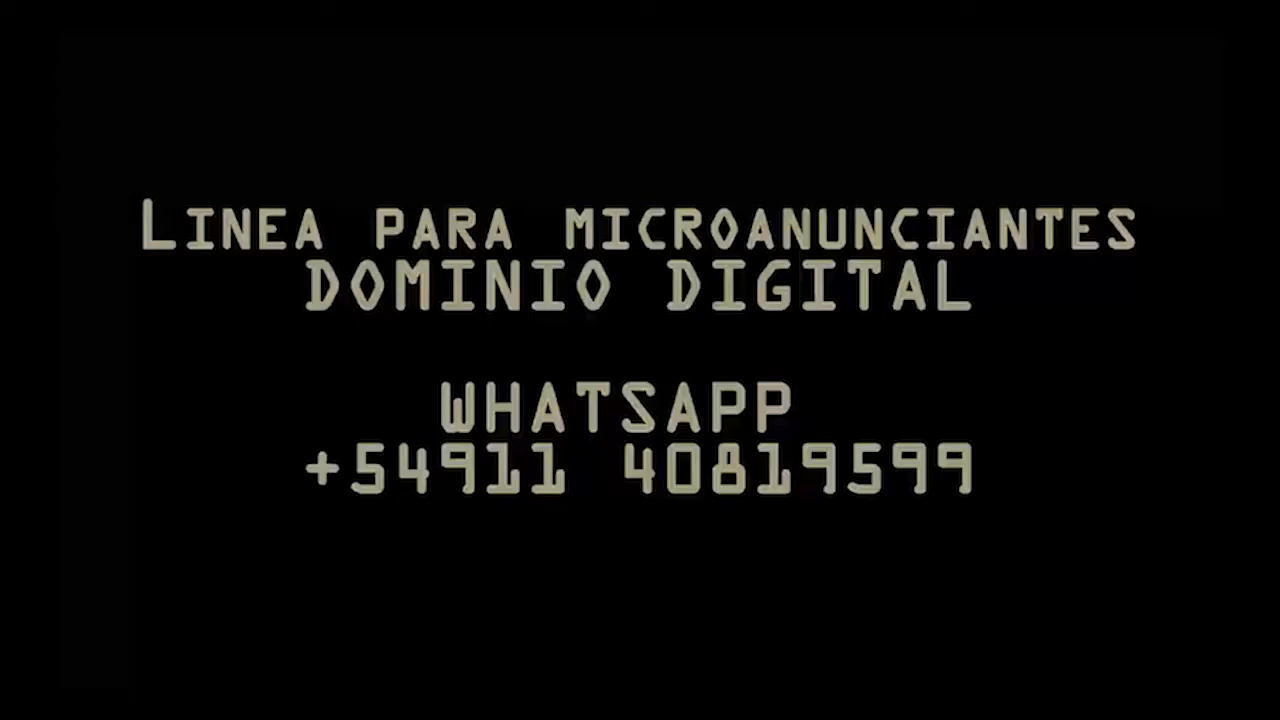 LINEA PARA MICROANUNCIANTES
DOMINIO DIGITAL
WHATSAPP
+54911 40819599